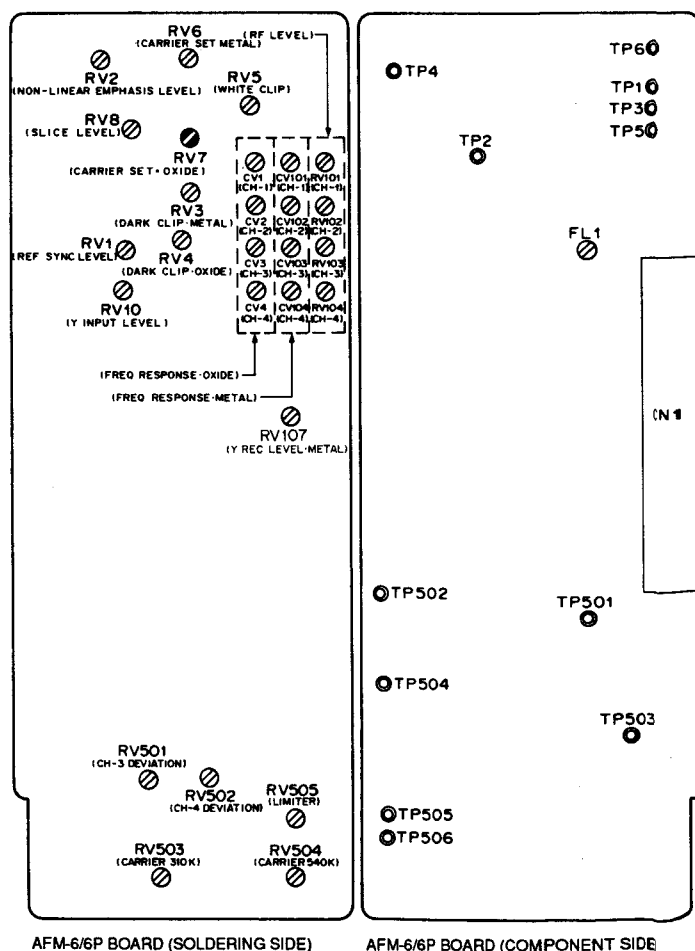 RV6
(CARRIER SET METAL)
(RF LEVEL)
RV2
(NON-LINEAR EMPHASIS LEVEL)
RV5
(WHITE CLIP)
RV8
(SLICE LEVEL)
RV7
(CARRIER SET·OXIDE)
CV1 CV101 RV101
(CH-1) (CH-1) (CH-1)
RV3
(DARK CLIP·METAL)
CV2 CV102 RV102
(CH-2) (CH-2) (CH-2)
RV1
(REF SYNC LEVEL)
RV4
(DARK CLIP·OXIDE)
CV3 CV103 RV103
(CH-3) (CH-3) (CH-3)
RV10
(Y INPUT LEVEL)
CV4 CV104 RV104
(CH-4) (CH-4) (CH-4)
(FREQ RESPONSE·OXIDE)
(FREQ RESPONSE·METAL)
RV107
(Y REC LEVEL·METAL)
RV501
(CH-3 DEVIATION)
RV502
(CH-4 DEVIATION)
RV505
(LIMITER)
RV503
(CARRIER 310K)
RV504
(CARRIER 540K)
AFM-6/6P BOARD (SOLDERING SIDE)
TP6
TP4
TP1
TP3
TP5
TP2
FL1
CN1
TP502
TP501
TP504
TP503
TP505
TP506
AFM-6/6P BOARD (COMPONENT SIDE